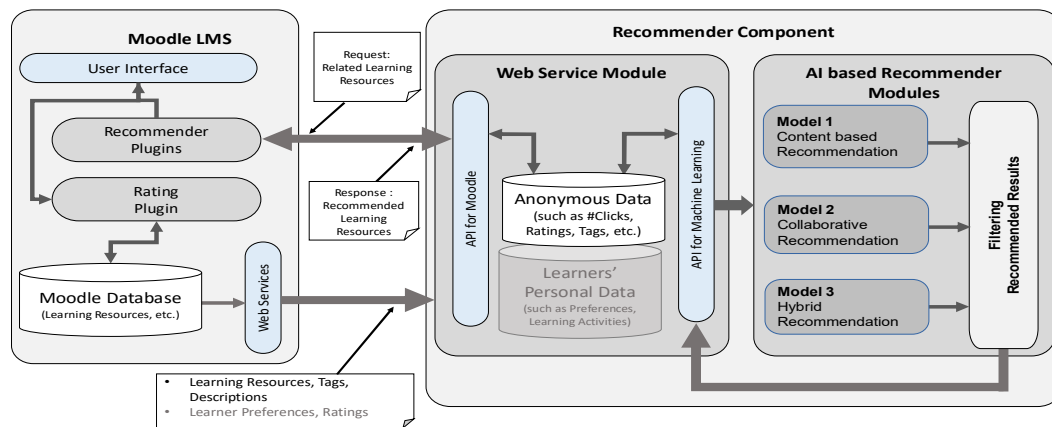 Moodle LMS
User Interface
Recommender
Plugins
Rating
Plugin
Moodle Database
(Learning Resources, etc.)
Web Services
Request:
Related Learning
Resources
Response :
Recommended
Learning
Resources
• Learning Resources, Tags,
Descriptions
• Learner Preferences, Ratings
Recommender Component
Web Service Module
API for Moodle
Anonymous Data
(such as #Clicks,
Ratings, Tags, etc.)
Learners’
Personal Data
(such as Preferences,
Learning Activities)
API for Machine Learning
AI based Recommender
Modules
Model 1
Content based
Recommendation
Model 2
Collaborative
Recommendation
Model 3
Hybrid
Recommendation
Filtering
Recommended Results